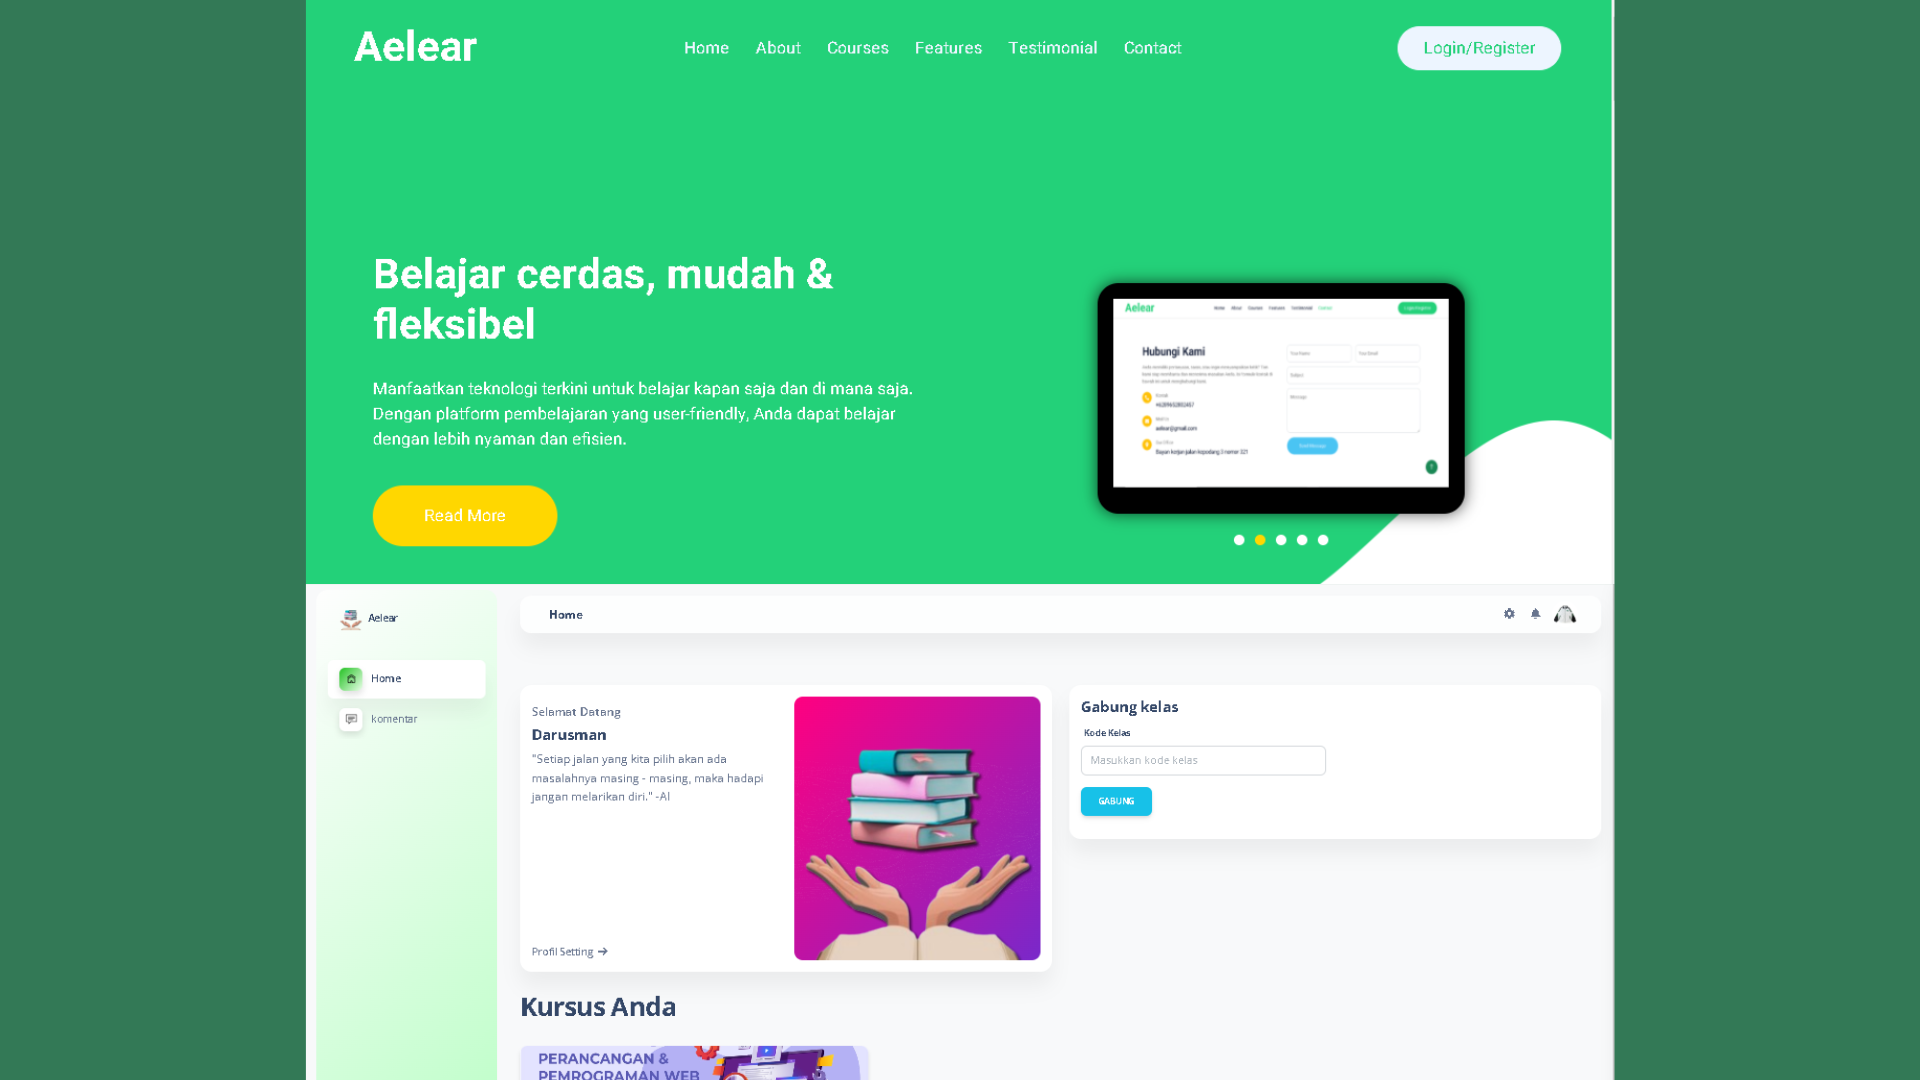 Aelear
Home About Courses Features Testimonial Contact
Login/Register
Belajar cerdas, mudah &
fleksibel
Manfaatkan teknologi terkini untuk belajar kapan saja dan di mana saja.
Dengan platform pembelajaran yang user-friendly, Anda dapat belajar
dengan lebih nyaman dan efisien.
Read More
Aelear
Hubungi Kami
aelear@gmail.com
Aelear
Home
komentar
Home
Selamat Datang
Darusman
"Setiap jalan yang kita pilih akan ada
masalahnya masing - masing, maka hadapi
jangan melarikan diri." -Al
Profil Setting
Gabung kelas
Kode Kelas
Masukkan kode kelas
GABUNG
Kursus Anda
PERANCANGAN &
PEMROGRAMAN WEB